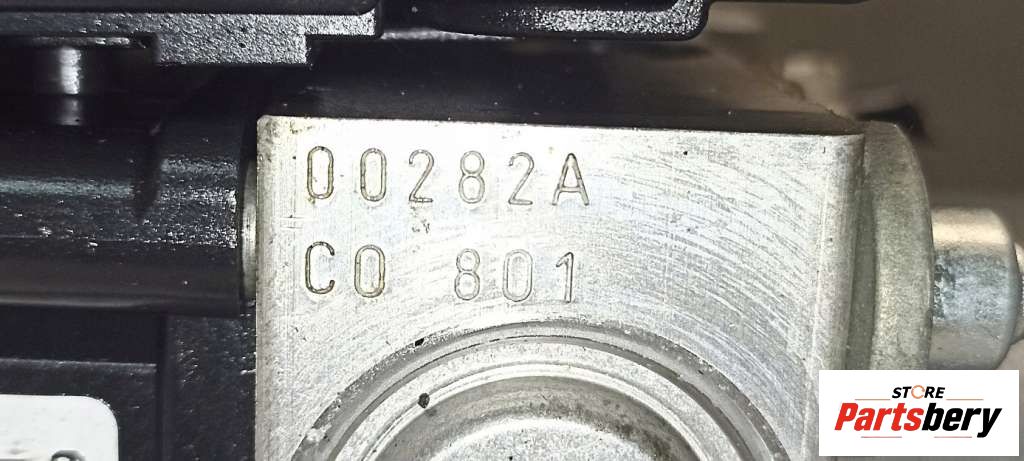 00282A
C0 801
STORE
Partsbery